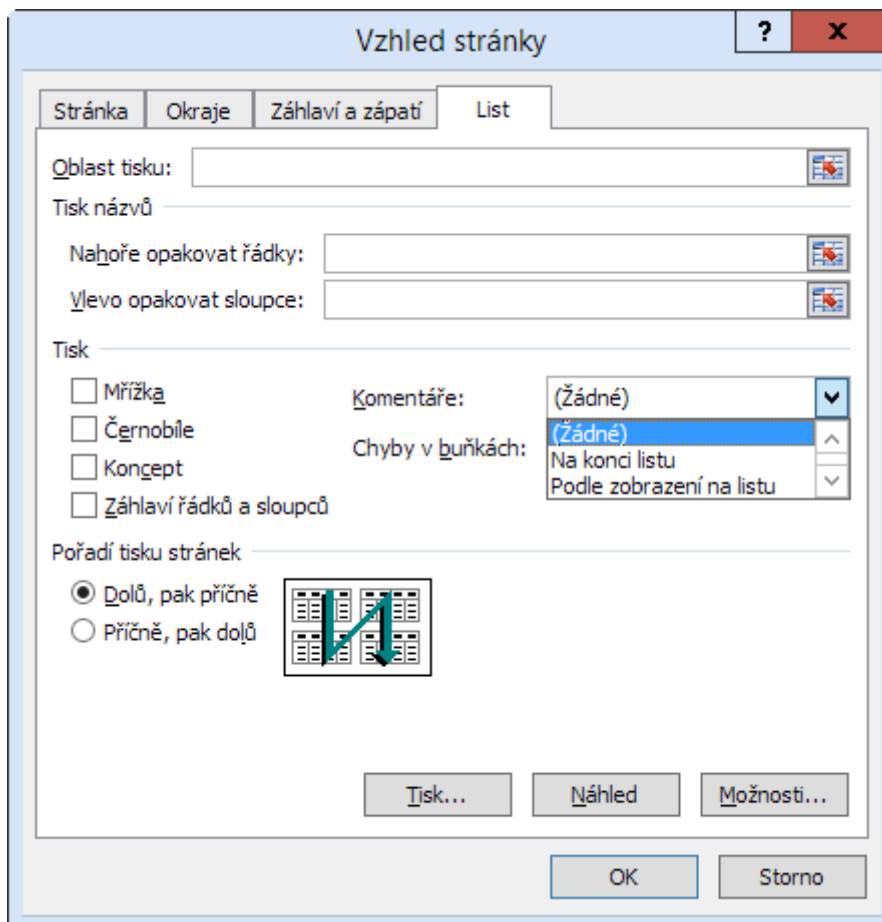 Vzhled stránky
?
x
Stránka
Okraje
Záhlaví a zápatí
List
Oblast tisku:
Tisk názvů
Nahoře opakovat řádky:
Vlevo opakovat sloupce:
Tisk
Mřížka
Černobíle
Koncept
Záhlaví řádků a sloupců
Komentáře:
(Žádné)
Chyby v buňkách:
(Žádné)
Na konci listu
Podle zobrazení na listu
Pořadí tisku stránek
Dolů, pak příčně
Příčně, pak dolů
Tisk...
Náhled
Možnosti...
OK
Storno